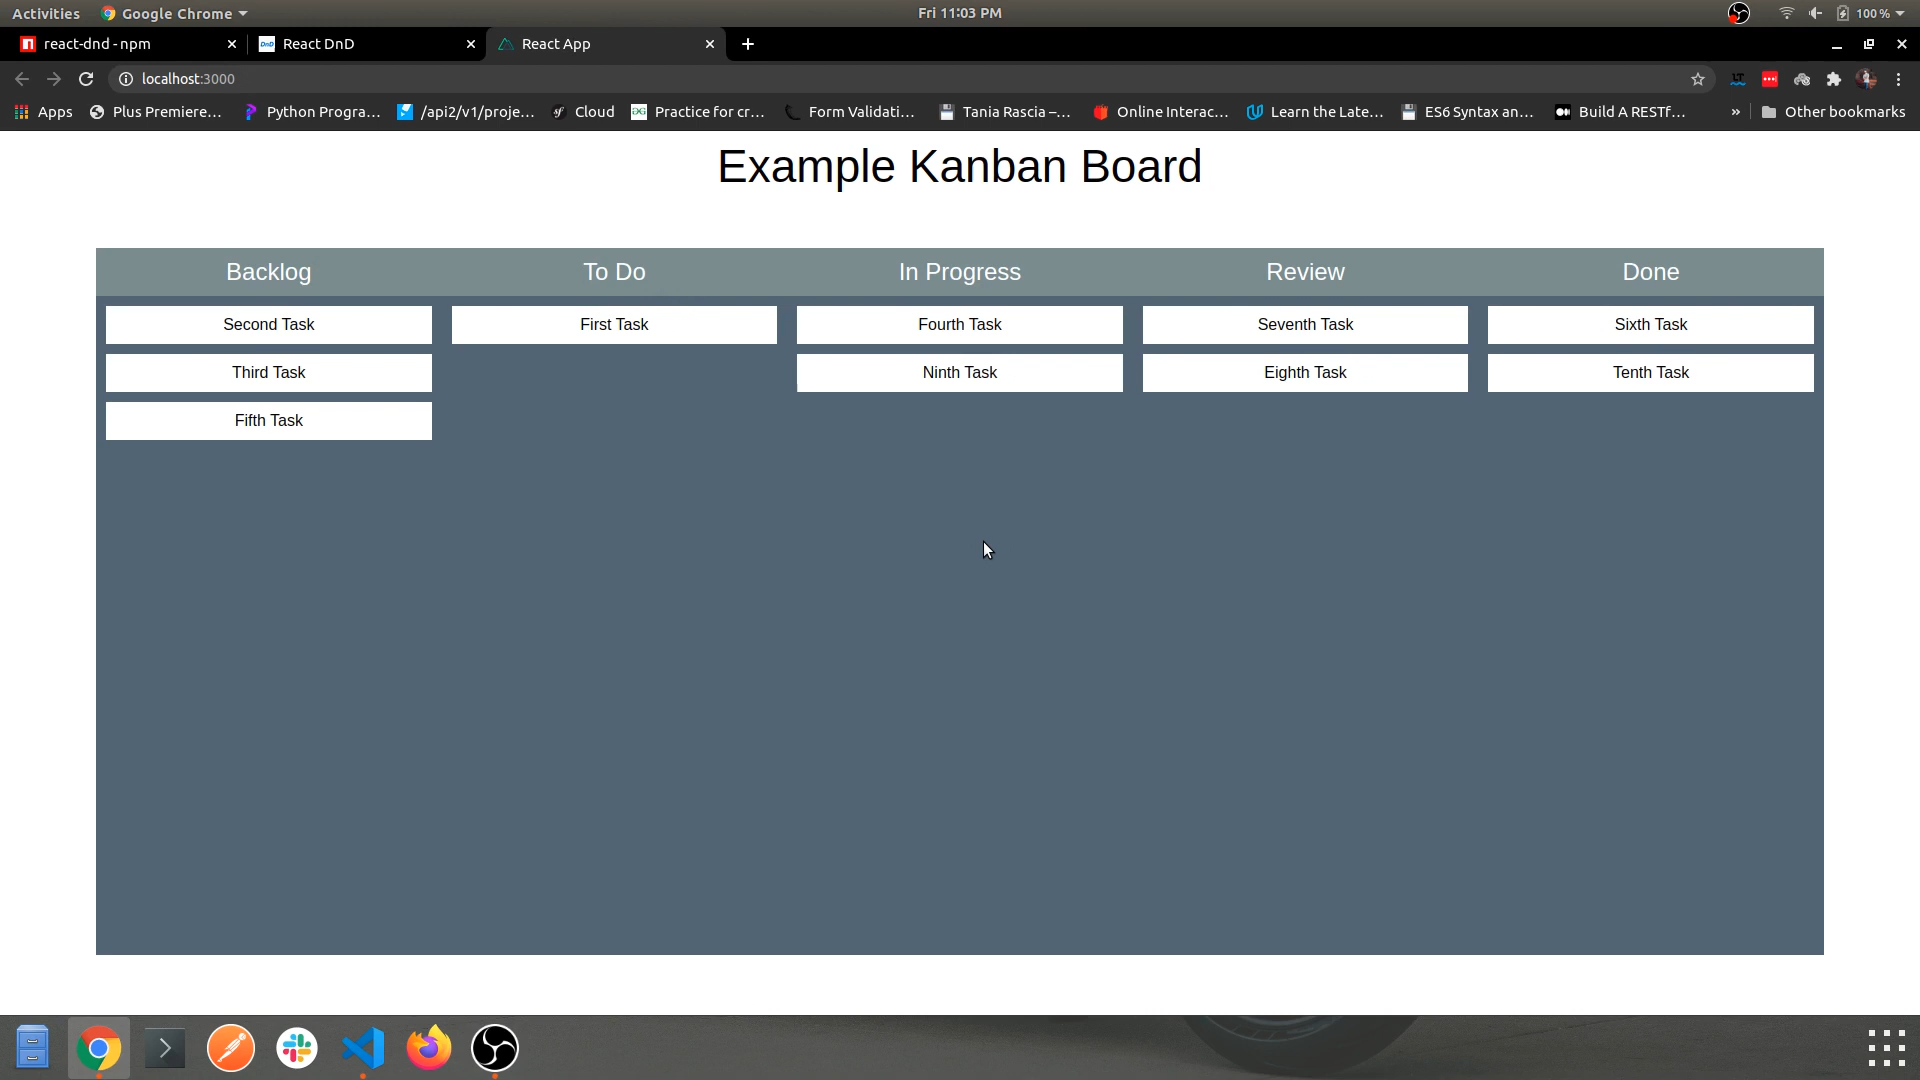 Activities Google Chrome Fri 11:03 PM 100 %
react-dnd - npm React DnD React App
localhost:3000
Apps Plus Premiere... Python Progra... /api2/v1/proje... Cloud Practice for cr... Form Validati... Tania Rascia –... Online Interac... Learn the Late... ES6 Syntax an... Build A RESTf... » Other bookmarks
Example Kanban Board
Backlog To Do In Progress Review Done
Second Task First Task Fourth Task Seventh Task Sixth Task
Third Task Ninth Task Eighth Task Tenth Task
Fifth Task